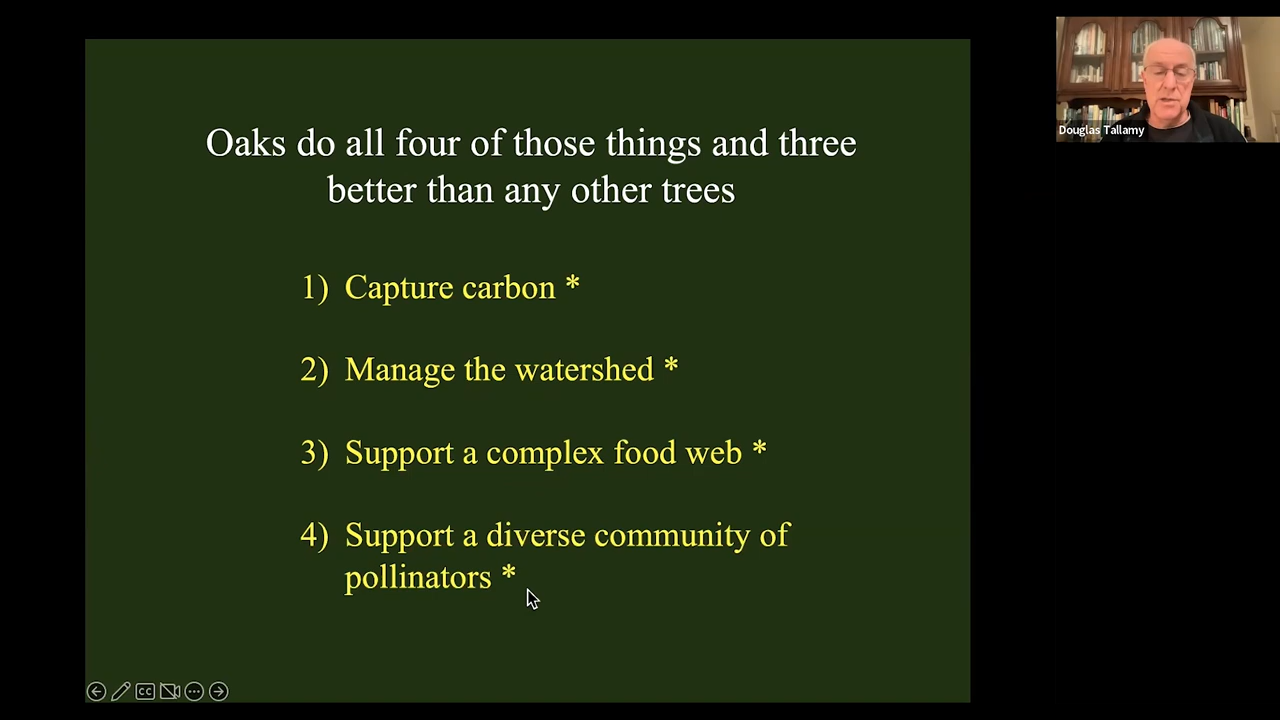 Oaks do all four of those things and three
better than any other trees
1) Capture carbon *
2) Manage the watershed *
3) Support a complex food web *
4) Support a diverse community of
pollinators *
Douglas Tallamy
CC